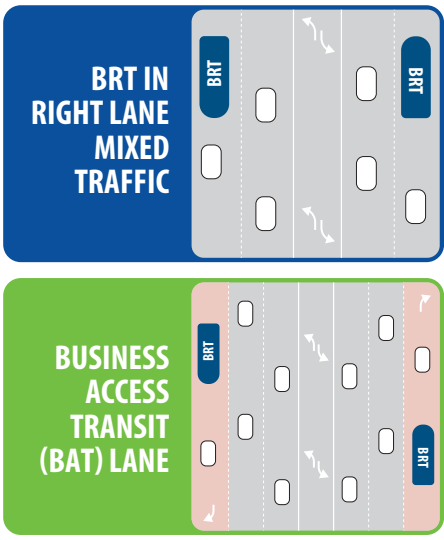 BRT IN
RIGHT LANE
MIXED
TRAFFIC
BRT
BRT
BUSINESS
ACCESS
TRANSIT
(BAT) LANE
BRT
BRT